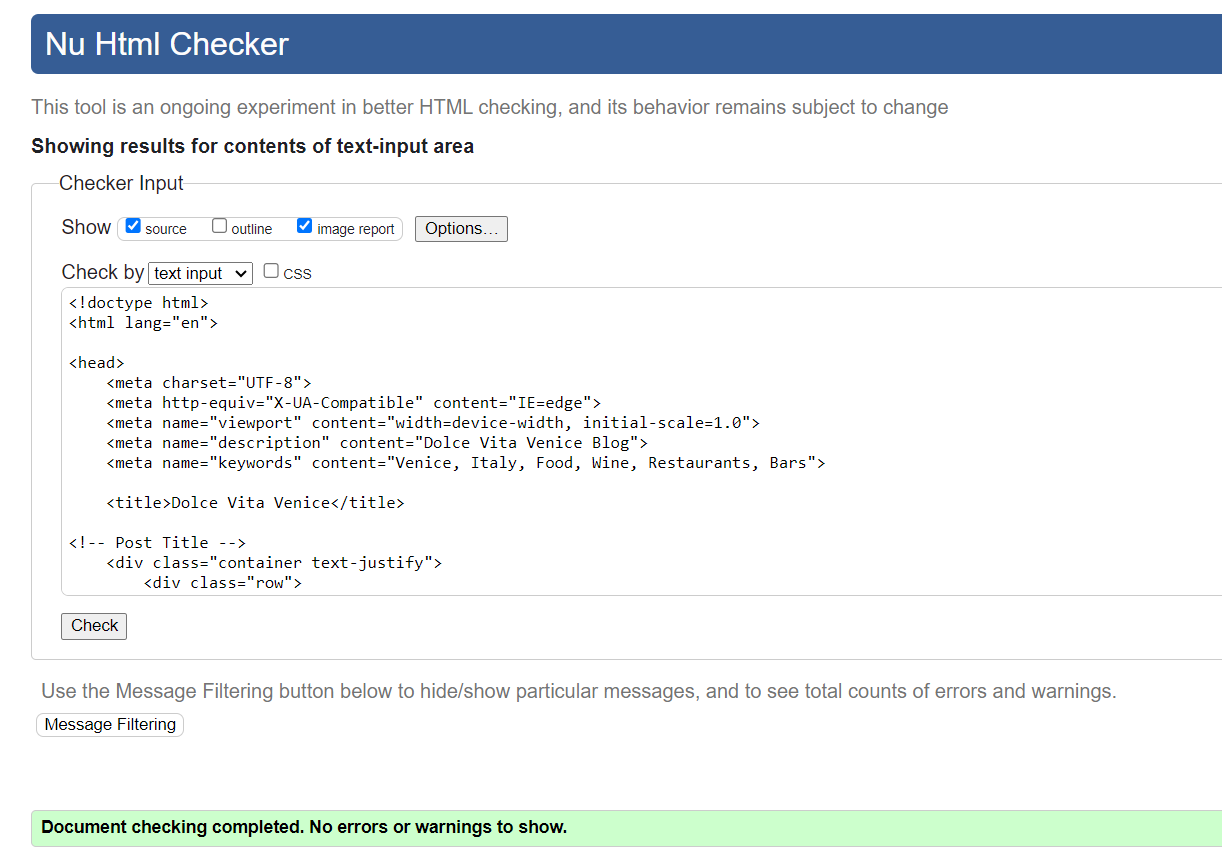 Nu Html Checker
This tool is an ongoing experiment in better HTML checking, and its behavior remains subject to change
Showing results for contents of text-input area
Checker Input
Show source outline image report Options...
Check by text input CSS
<!doctype html>
<html lang="en">
<head>
<meta charset="UTF-8">
<meta http-equiv="X-UA-Compatible" content="IE=edge">
<meta name="viewport" content="width=device-width, initial-scale=1.0">
<meta name="description" content="Dolce Vita Venice Blog">
<meta name="keywords" content="Venice, Italy, Food, Wine, Restaurants, Bars">
<title>Dolce Vita Venice</title>
<!-- Post Title -->
<div class="container text-justify">
<div class="row">
Check
Use the Message Filtering button below to hide/show particular messages, and to see total counts of errors and warnings.
Message Filtering
Document checking completed. No errors or warnings to show.